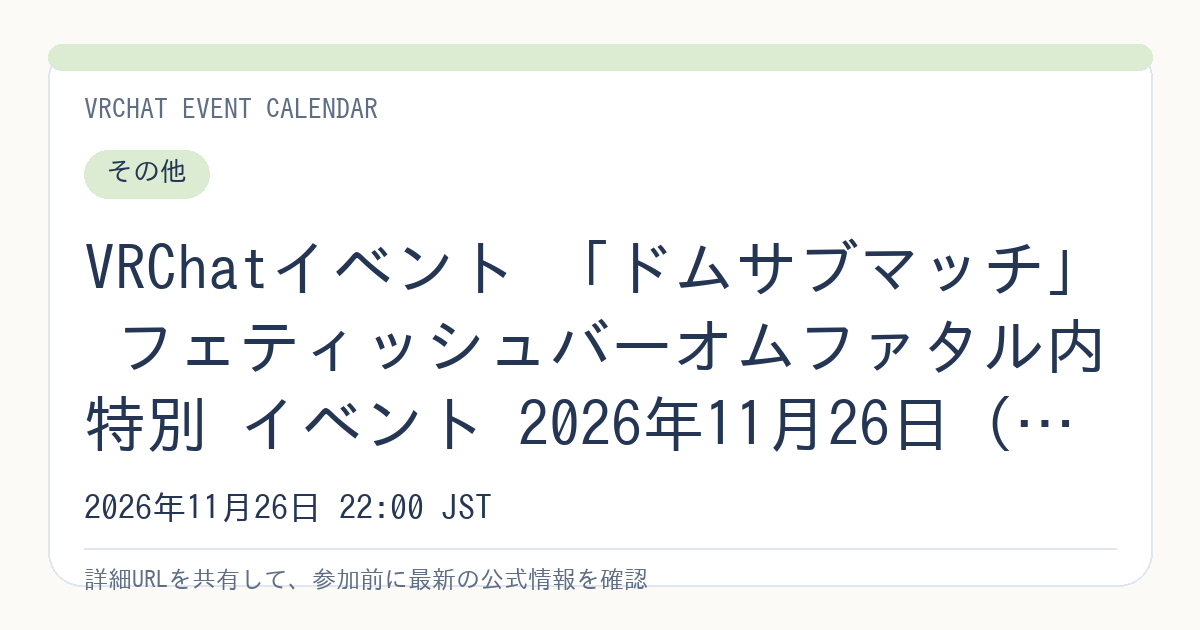 VRCHAT EVENT CALENDAR
その他
VRChatイベント 「ドムサブマッチ」
フェティッシュバーオムファタル内
特別 イベント 2026年11月26日 (…
2026年11月26日 22:00 JST
詳細URLを共有して、参加前に最新の公式情報を確認